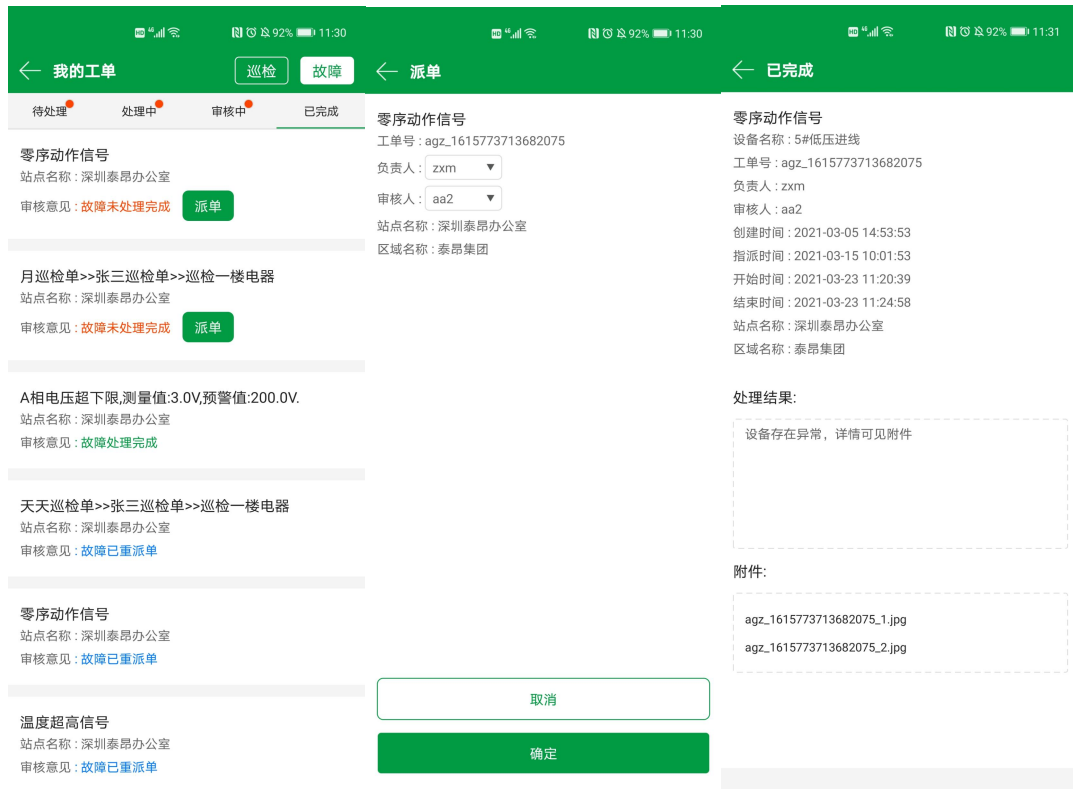 HD 4G 92% 11:30
我的工单 巡检 故障
待处理 处理中 审核中 已完成
零序动作信号
站点名称 : 深圳泰昂办公室
审核意见 : 故障未处理完成 派单
月巡检单>>张三巡检单>>巡检一楼电器
站点名称 : 深圳泰昂办公室
审核意见 : 故障未处理完成 派单
A相电压超下限,测量值:3.0V,预警值:200.0V.
站点名称 : 深圳泰昂办公室
审核意见 : 故障处理完成
天天巡检单>>张三巡检单>>巡检一楼电器
站点名称 : 深圳泰昂办公室
审核意见 : 故障已重派单
零序动作信号
站点名称 : 深圳泰昂办公室
审核意见 : 故障已重派单
温度超高信号
站点名称 : 深圳泰昂办公室
审核意见 : 故障已重派单
HD 4G 92% 11:30
派单
零序动作信号
工单号 : agz_1615773713682075
负责人 : zxm
审核人 : aa2
站点名称 : 深圳泰昂办公室
区域名称 : 泰昂集团
取消
确定
HD 4G 92% 11:31
已完成
零序动作信号
设备名称 : 5#低压进线
工单号 : agz_1615773713682075
负责人 : zxm
审核人 : aa2
创建时间 : 2021-03-05 14:53:53
指派时间 : 2021-03-15 10:01:53
开始时间 : 2021-03-23 11:20:39
结束时间 : 2021-03-23 11:24:58
站点名称 : 深圳泰昂办公室
区域名称 : 泰昂集团
处理结果:
设备存在异常，详情可见附件
附件:
agz_1615773713682075_1.jpg
agz_1615773713682075_2.jpg